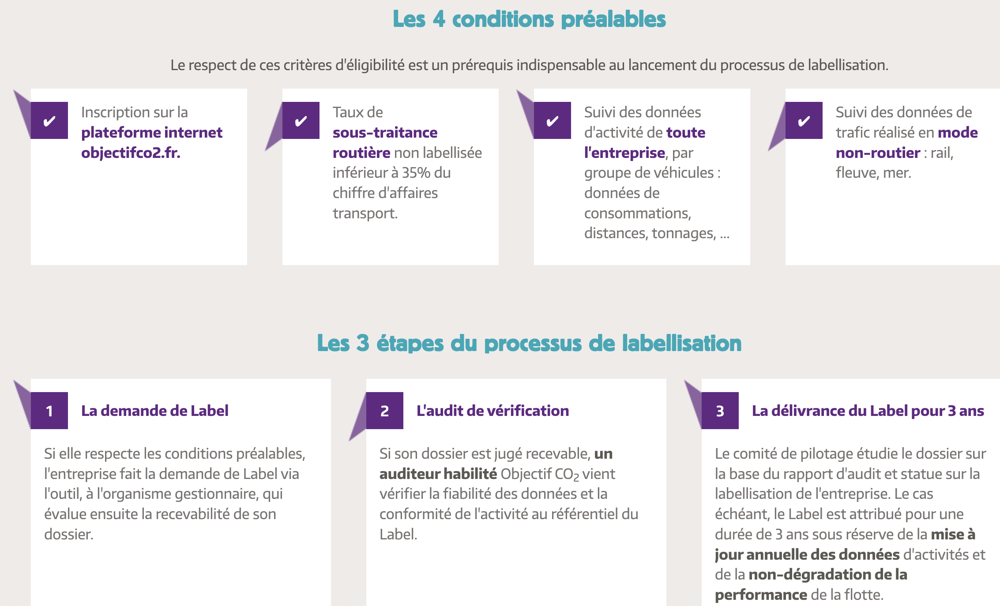 Les 4 conditions préalables
Le respect de ces critères d'éligibilité est un prérequis indispensable au lancement du processus de labellisation.
✔
Inscription sur la
plateforme internet
objectifco2.fr.
✔
Taux de
sous-traitance
routière non labellisée
inférieur à 35% du
chiffre d'affaires
transport.
✔
Suivi des données
d'activité de toute
l'entreprise, par
groupe de véhicules :
données de
consommations,
distances, tonnages, ...
✔
Suivi des données de
trafic réalisé en mode
non-routier : rail,
fleuve, mer.
Les 3 étapes du processus de labellisation
1 La demande de Label
Si elle respecte les conditions préalables,
l'entreprise fait la demande de Label via
l'outil, à l'organisme gestionnaire, qui
évalue ensuite la recevabilité de son
dossier.
2 L'audit de vérification
Si son dossier est jugé recevable, un
auditeur habilité Objectif CO₂ vient
vérifier la fiabilité des données et la
conformité de l'activité au référentiel du
Label.
3 La délivrance du Label pour 3 ans
Le comité de pilotage étudie le dossier sur
la base du rapport d'audit et statue sur la
labellisation de l'entreprise. Le cas
échéant, le Label est attribué pour une
durée de 3 ans sous réserve de la mise à
jour annuelle des données d'activités et
de la non-dégradation de la
performance de la flotte.